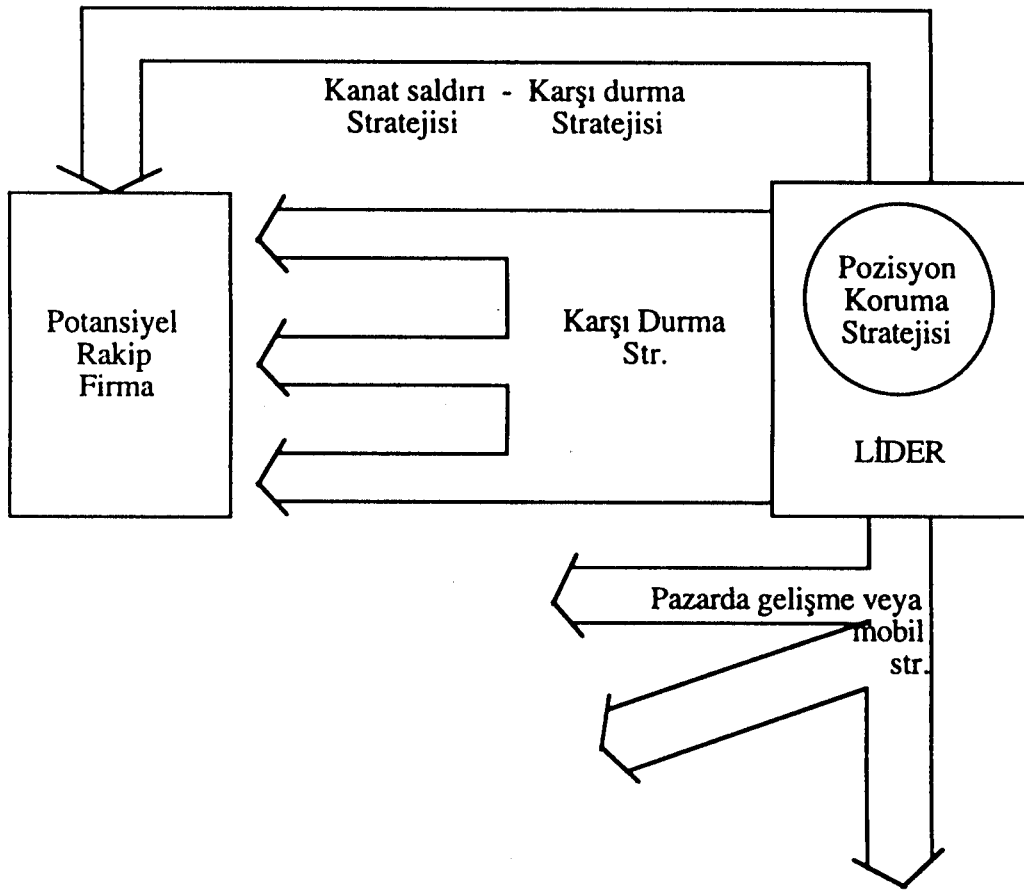 Kanat saldırı - Karşı durma
Stratejisi Stratejisi
Potansiyel
Rakip
Firma
Karşı Durma
Str.
Pozisyon
Koruma
Stratejisi
LİDER
Pazarda gelişme veya
mobil
str.